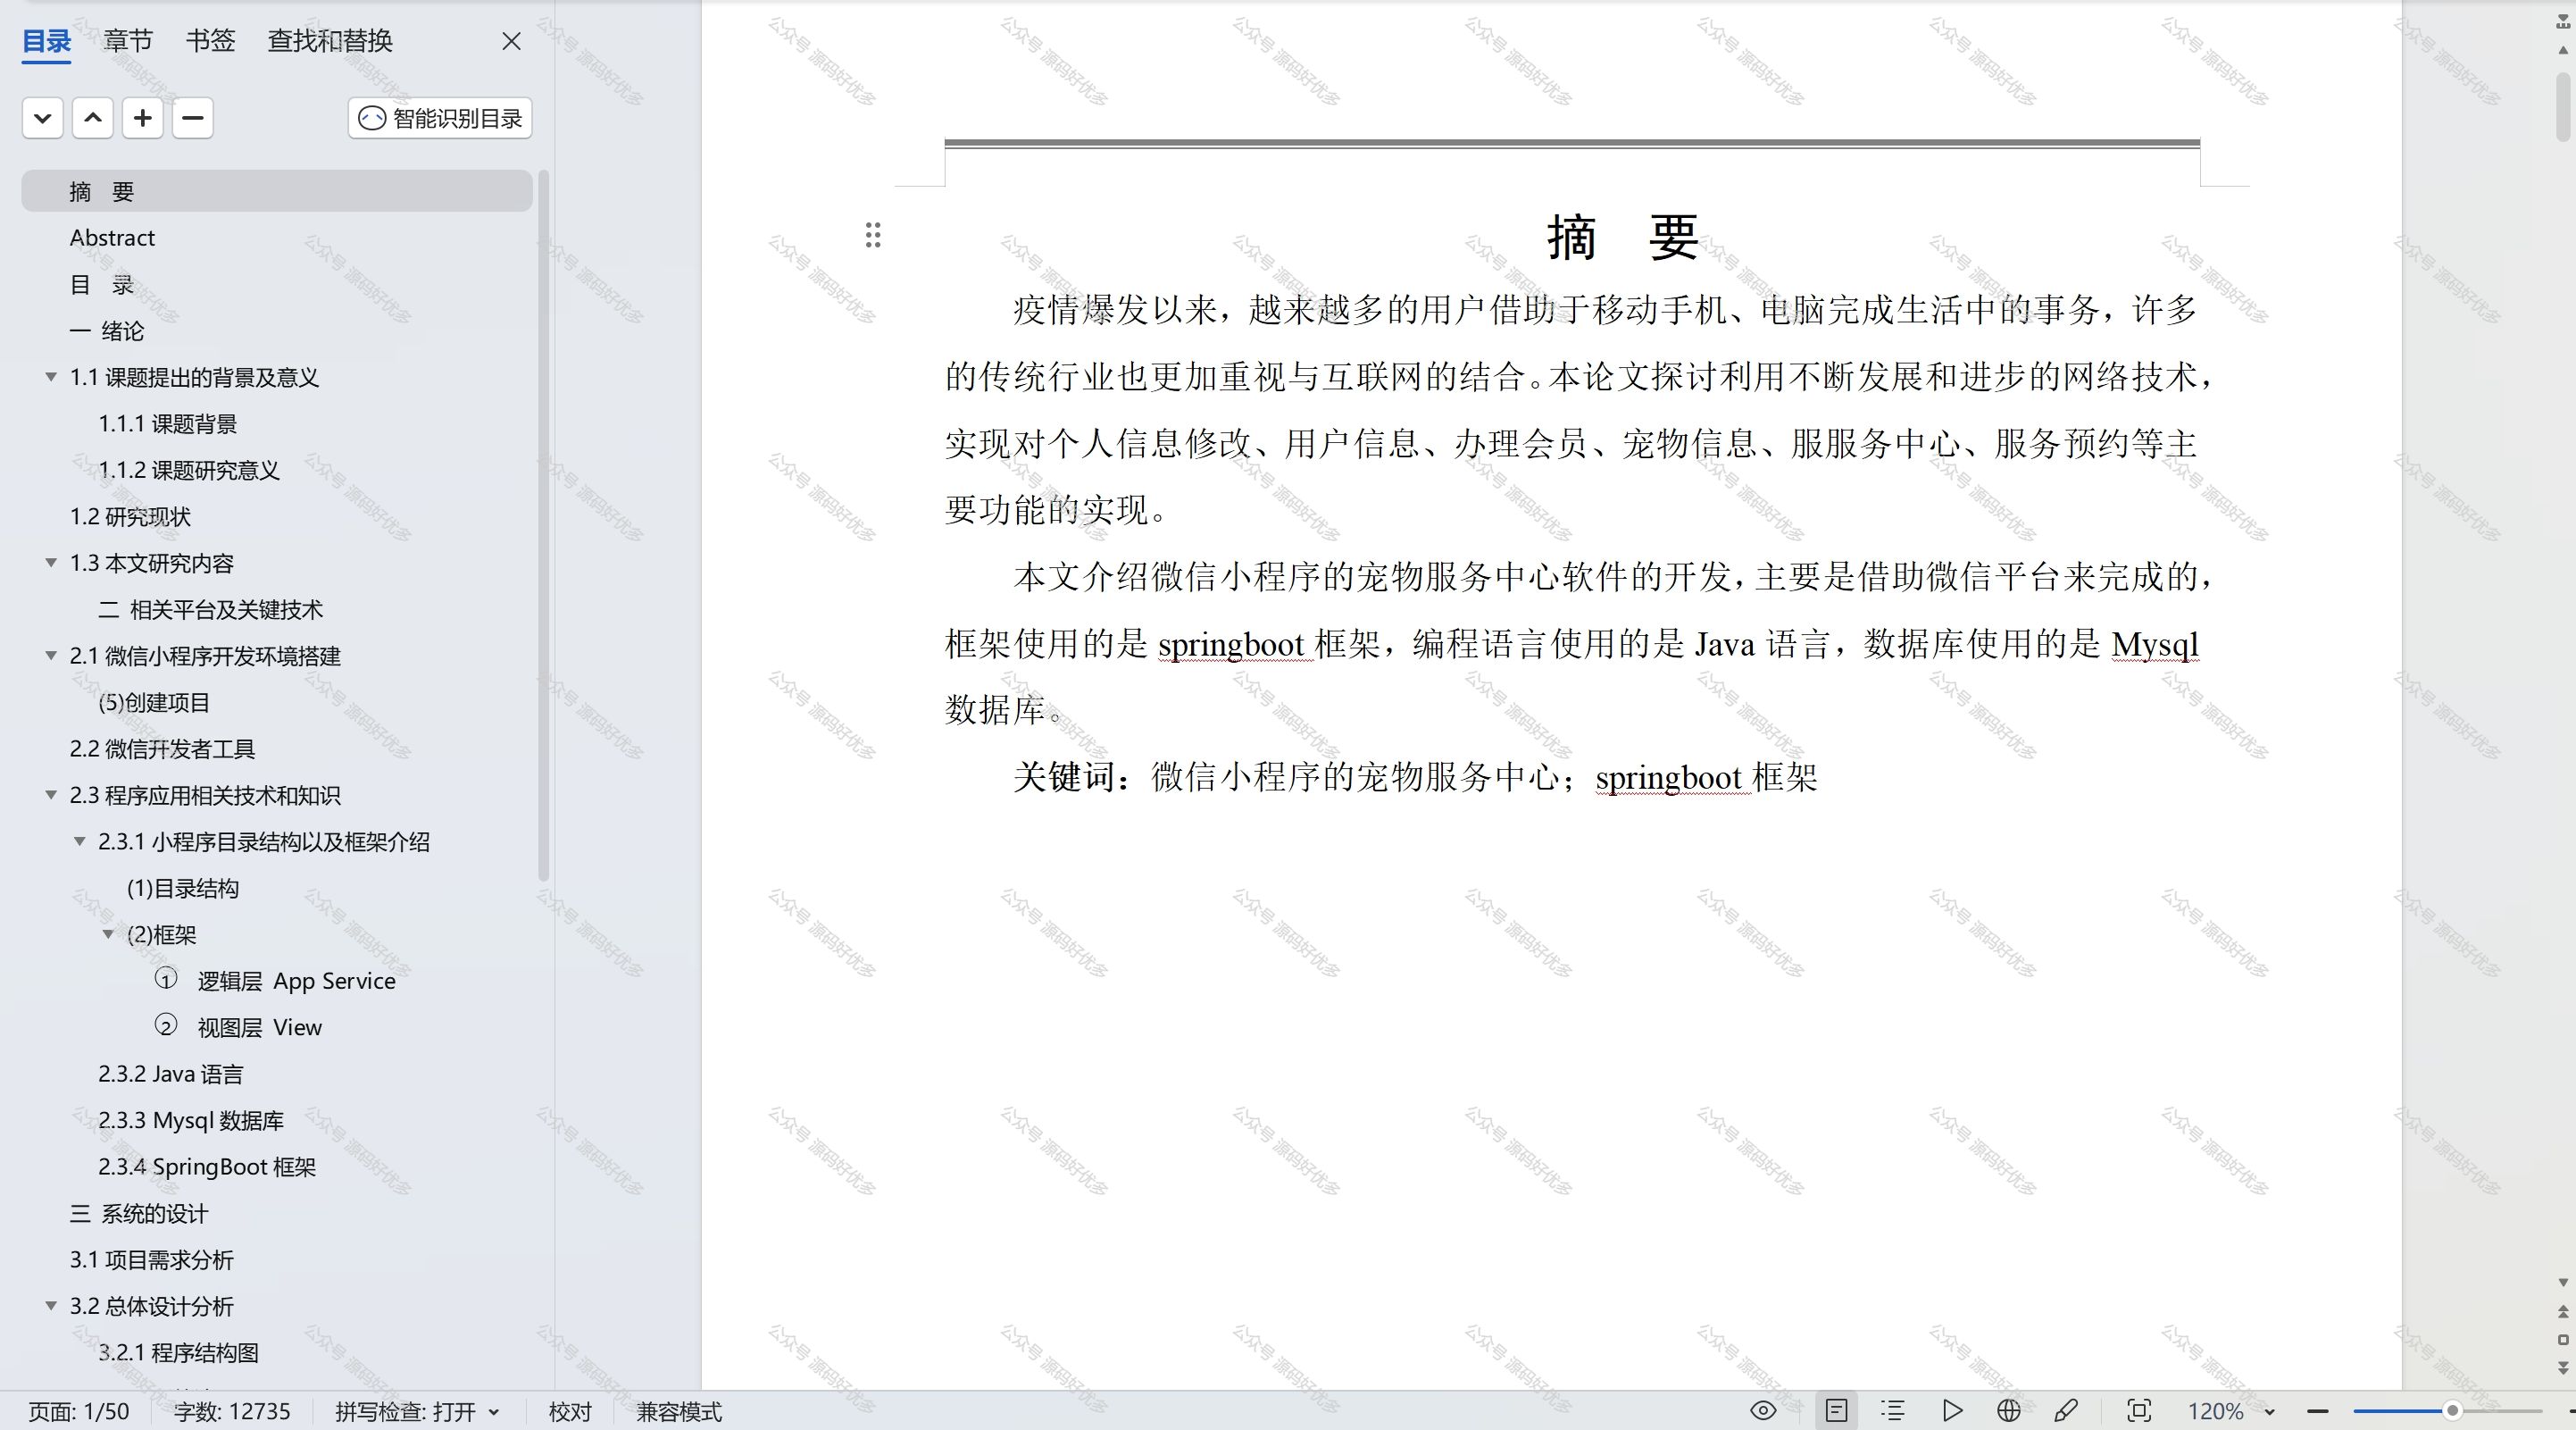 目录 章节 书签 查找和替换
智能识别目录
摘 要
Abstract
目 录
一 绪论
1.1 课题提出的背景及意义
1.1.1 课题背景
1.1.2 课题研究意义
1.2 研究现状
1.3 本文研究内容
二 相关平台及关键技术
2.1 微信小程序开发环境搭建
(5)创建项目
2.2 微信开发者工具
2.3 程序应用相关技术和知识
2.3.1 小程序目录结构以及框架介绍
(1)目录结构
(2)框架
① 逻辑层 App Service
② 视图层 View
2.3.2 Java 语言
2.3.3 Mysql 数据库
2.3.4 SpringBoot 框架
三 系统的设计
3.1 项目需求分析
3.2 总体设计分析
3.2.1 程序结构图
摘 要
疫情爆发以来，越来越多的用户借助于移动手机、电脑完成生活中的事务，许多
的传统行业也更加重视与互联网的结合。本论文探讨利用不断发展和进步的网络技术，
实现对个人信息修改、用户信息、办理会员、宠物信息、服服务中心、服务预约等主
要功能的实现。
本文介绍微信小程序的宠物服务中心软件的开发，主要是借助微信平台来完成的，
框架使用的是 springboot 框架，编程语言使用的是 Java 语言，数据库使用的是 Mysql
数据库。
关键词：微信小程序的宠物服务中心；springboot 框架
页面: 1/50 字数: 12735 拼写检查: 打开 校对 兼容模式 120%
公众号 源码好优多